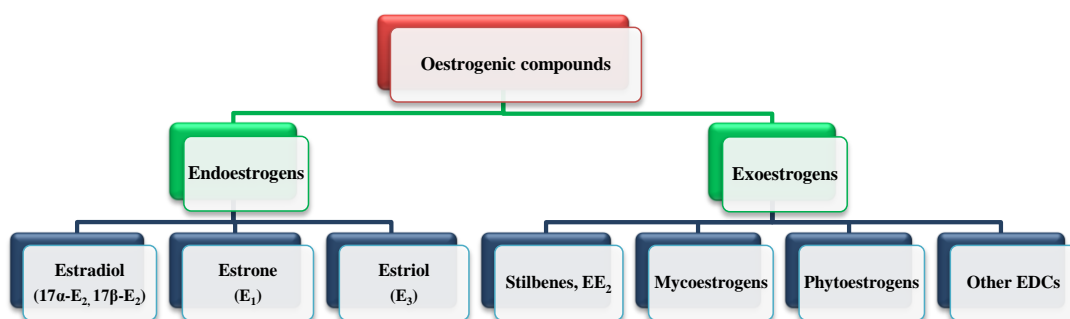 Oestrogenic compounds
Endoestrogens
Exoestrogens
Estradiol
(17α-E₂, 17β-E₂)
Estrone
(E₁)
Estriol
(E₃)
Stilbenes, EE₂
Mycoestrogens
Phytoestrogens
Other EDCs